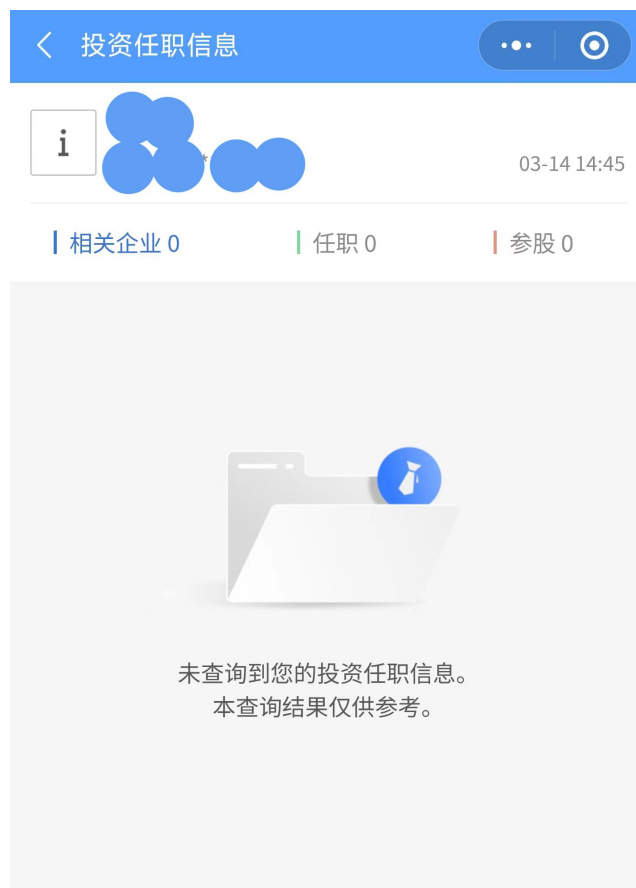 投资任职信息
i
*
03-14 14:45
相关企业 0
任职 0
参股 0
未查询到您的投资任职信息。
本查询结果仅供参考。